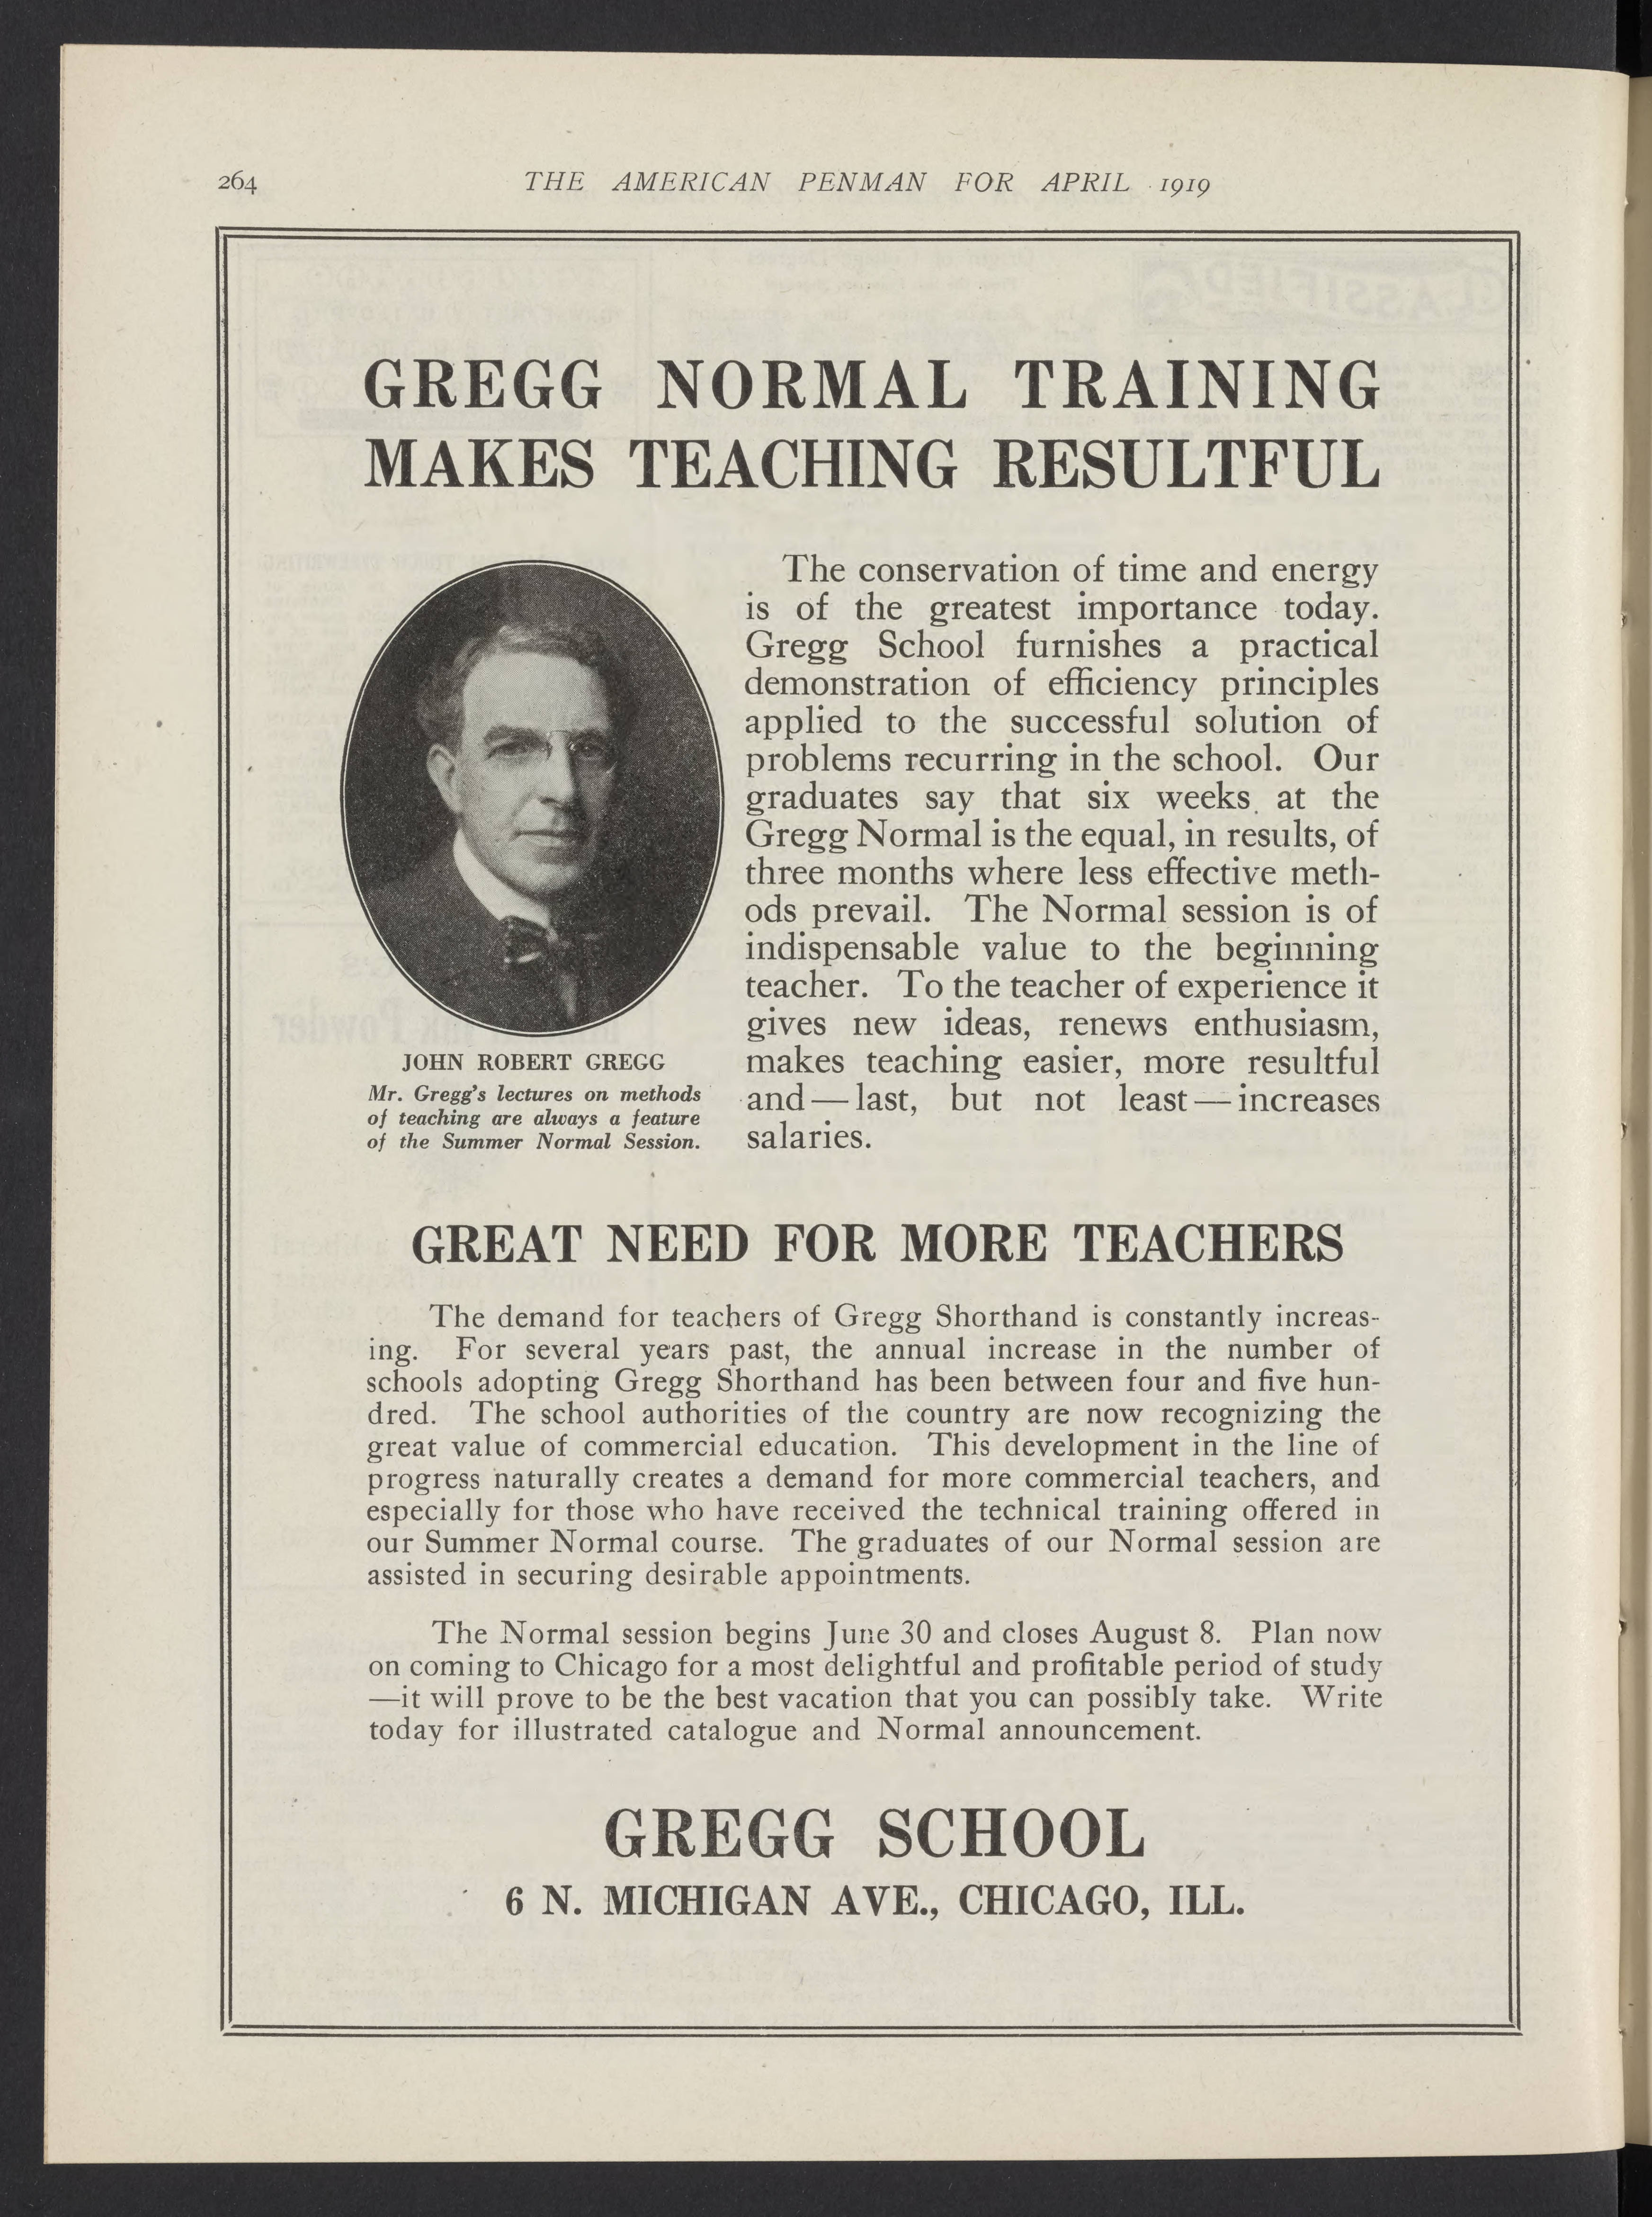 264
THE AMERICAN PENMAN FOR APRIL 1919
GREGG NORMAL TRAINING
MAKES TEACHING RESULTFUL
JOHN ROBERT GREGG
Mr. Gregg's lectures on methods
of teaching are always a feature
of the Summer Normal Session.
The conservation of time and energy
is of the greatest importance today.
Gregg School furnishes a practical
demonstration of efficiency principles
applied to the successful solution of
problems recurring in the school. Our
graduates say that six weeks at the
Gregg Normal is the equal, in results, of
three months where less effective meth-
ods prevail. The Normal session is of
indispensable value to the beginning
teacher. To the teacher of experience it
gives new ideas, renews enthusiasm,
makes teaching easier, more resultful
and—last, but not least—increases
salaries.
GREAT NEED FOR MORE TEACHERS
The demand for teachers of Gregg Shorthand is constantly increas-
ing. For several years past, the annual increase in the number of
schools adopting Gregg Shorthand has been between four and five hun-
dred. The school authorities of the country are now recognizing the
great value of commercial education. This development in the line of
progress naturally creates a demand for more commercial teachers, and
especially for those who have received the technical training offered in
our Summer Normal course. The graduates of our Normal session are
assisted in securing desirable appointments.
The Normal session begins June 30 and closes August 8. Plan now
on coming to Chicago for a most delightful and profitable period of study
—it will prove to be the best vacation that you can possibly take. Write
today for illustrated catalogue and Normal announcement.
GREGG SCHOOL
6 N. MICHIGAN AVE., CHICAGO, ILL.